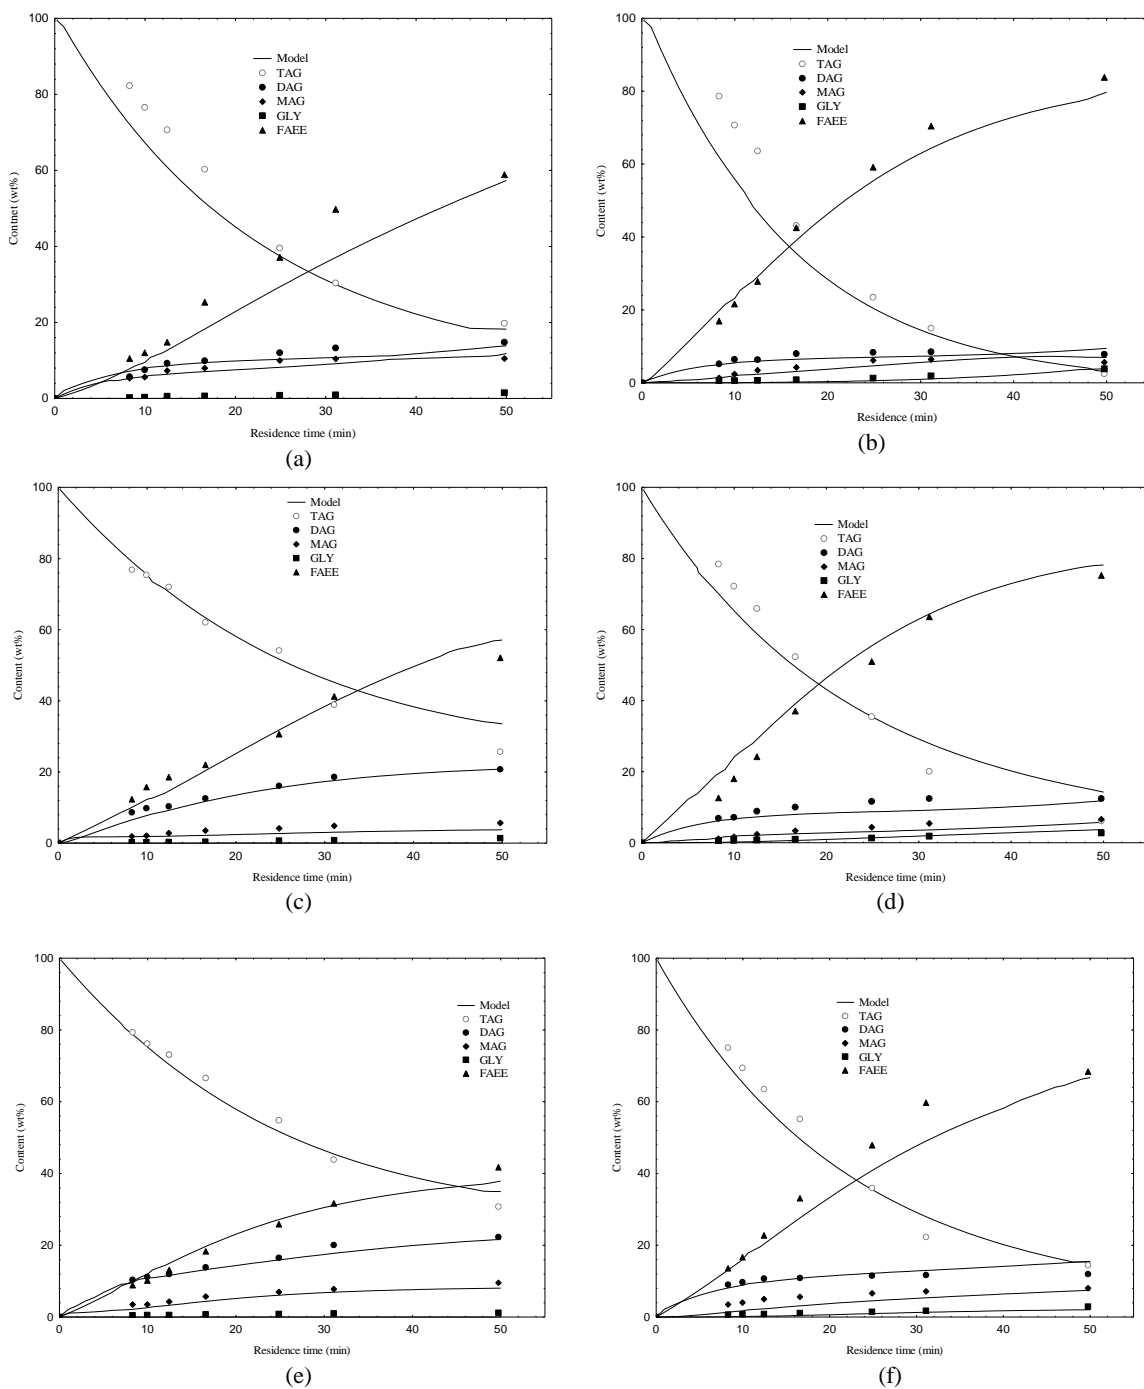 100
80
60
40
20
0
Contnet (wt%)
Model
TAG
DAG
MAG
GLY
FAEE
0 10 20 30 40 50
Residence time (min)
(a)
100
80
60
40
20
0
Content (wt%)
Model
TAG
DAG
MAG
GLY
FAEE
0 10 20 30 40 50
Residence time (min)
(b)
100
80
60
40
20
0
Content (wt%)
Model
TAG
DAG
MAG
GLY
FAEE
0 10 20 30 40 50
Residence time (min)
(c)
100
80
60
40
20
0
Content (wt%)
Model
TAG
DAG
MAG
GLY
FAEE
0 10 20 30 40 50
Residence time (min)
(d)
100
80
60
40
20
0
Content (wt%)
Model
TAG
DAG
MAG
GLY
FAEE
0 10 20 30 40 50
Residence time (min)
(e)
100
80
60
40
20
0
Content (wt%)
Model
TAG
DAG
MAG
GLY
FAEE
0 10 20 30 40 50
Residence time (min)
(f)